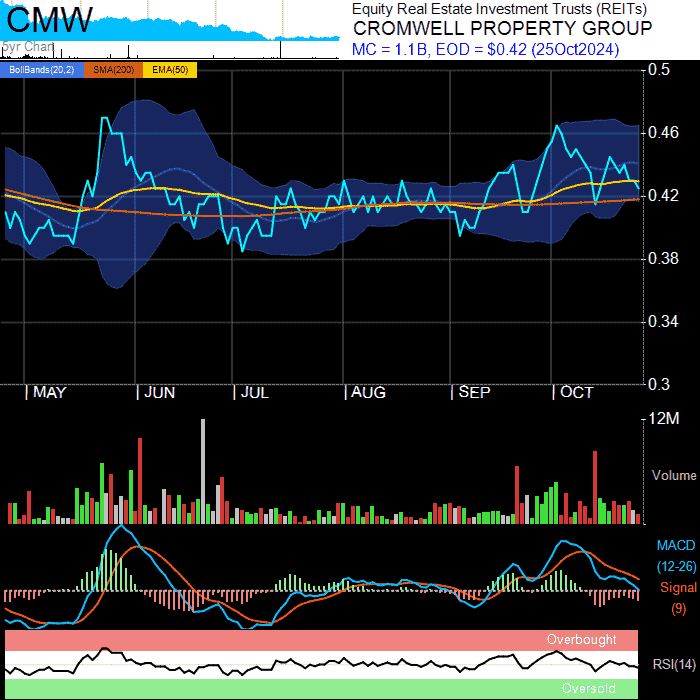 CMW
5yr Chart
Equity Real Estate Investment Trusts (REITs)
CROMWELL PROPERTY GROUP
MC = 1.1B, EOD = $0.42 (25Oct2024)
BollBands(20,2) SMA(200) EMA(50)
0.5
0.46
0.42
0.38
0.34
0.3
MAY JUN JUL AUG SEP OCT
12M
Volume
MACD
(12-26)
Signal
(9)
Overbought
RSI(14)
Oversold